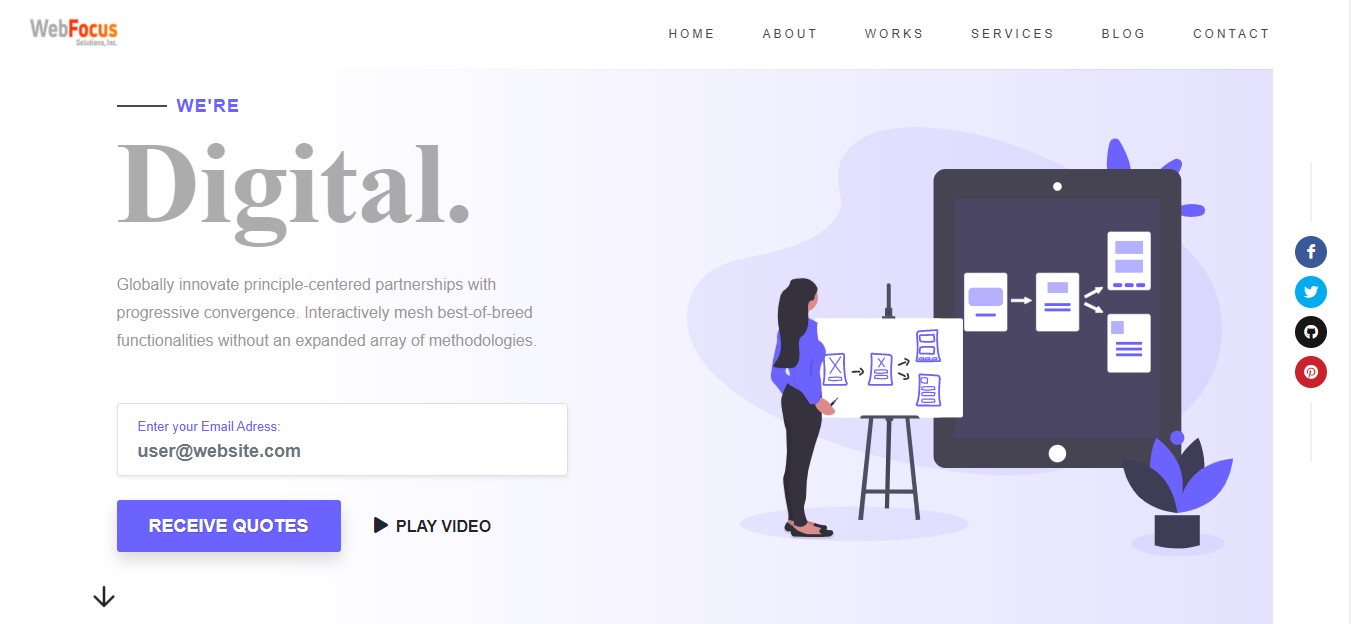 WebFocus
Solutions, Inc.
HOME ABOUT WORKS SERVICES BLOG CONTACT
WE'RE
Digital.
Globally innovate principle-centered partnerships with
progressive convergence. Interactively mesh best-of-breed
functionalities without an expanded array of methodologies.
Enter your Email Adress:
user@website.com
RECEIVE QUOTES
PLAY VIDEO